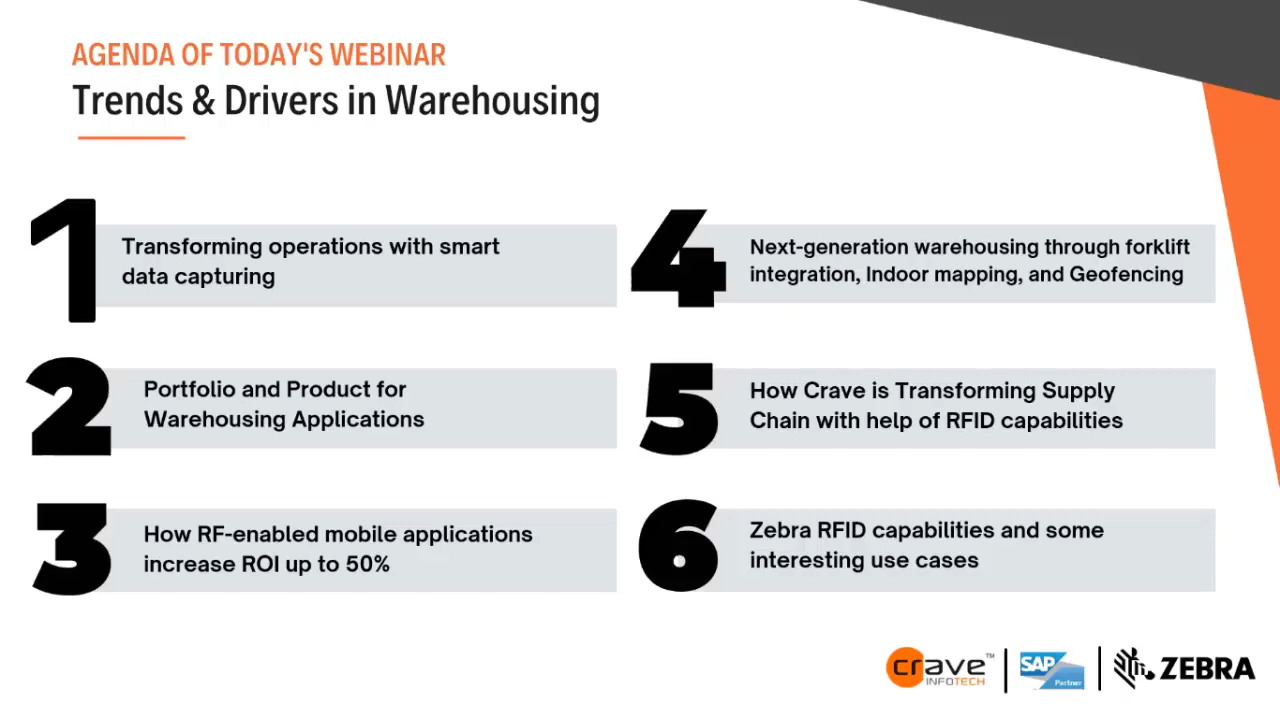 AGENDA OF TODAY'S WEBINAR
Trends & Drivers in Warehousing
1
Transforming operations with smart
data capturing
2
Portfolio and Product for
Warehousing Applications
3
How RF-enabled mobile applications
increase ROI up to 50%
4
Next-generation warehousing through forklift
integration, Indoor mapping, and Geofencing
5
How Crave is Transforming Supply
Chain with help of RFID capabilities
6
Zebra RFID capabilities and some
interesting use cases
crave™
INFOTECH
SAP
Partner
ZEBRA